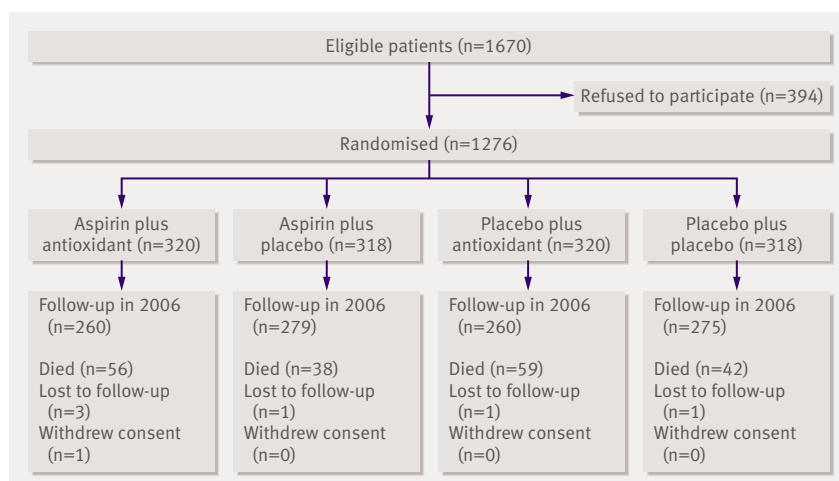 Eligible patients (n=1670)
Refused to participate (n=394)
Randomised (n=1276)
Aspirin plus
antioxidant (n=320)
Aspirin plus
placebo (n=318)
Placebo plus
antioxidant (n=320)
Placebo plus
placebo (n=318)
Follow-up in 2006
(n=260)
Died (n=56)
Lost to follow-up
(n=3)
Withdrew consent
(n=1)
Follow-up in 2006
(n=279)
Died (n=38)
Lost to follow-up
(n=1)
Withdrew consent
(n=0)
Follow-up in 2006
(n=260)
Died (n=59)
Lost to follow-up
(n=1)
Withdrew consent
(n=0)
Follow-up in 2006
(n=275)
Died (n=42)
Lost to follow-up
(n=1)
Withdrew consent
(n=0)